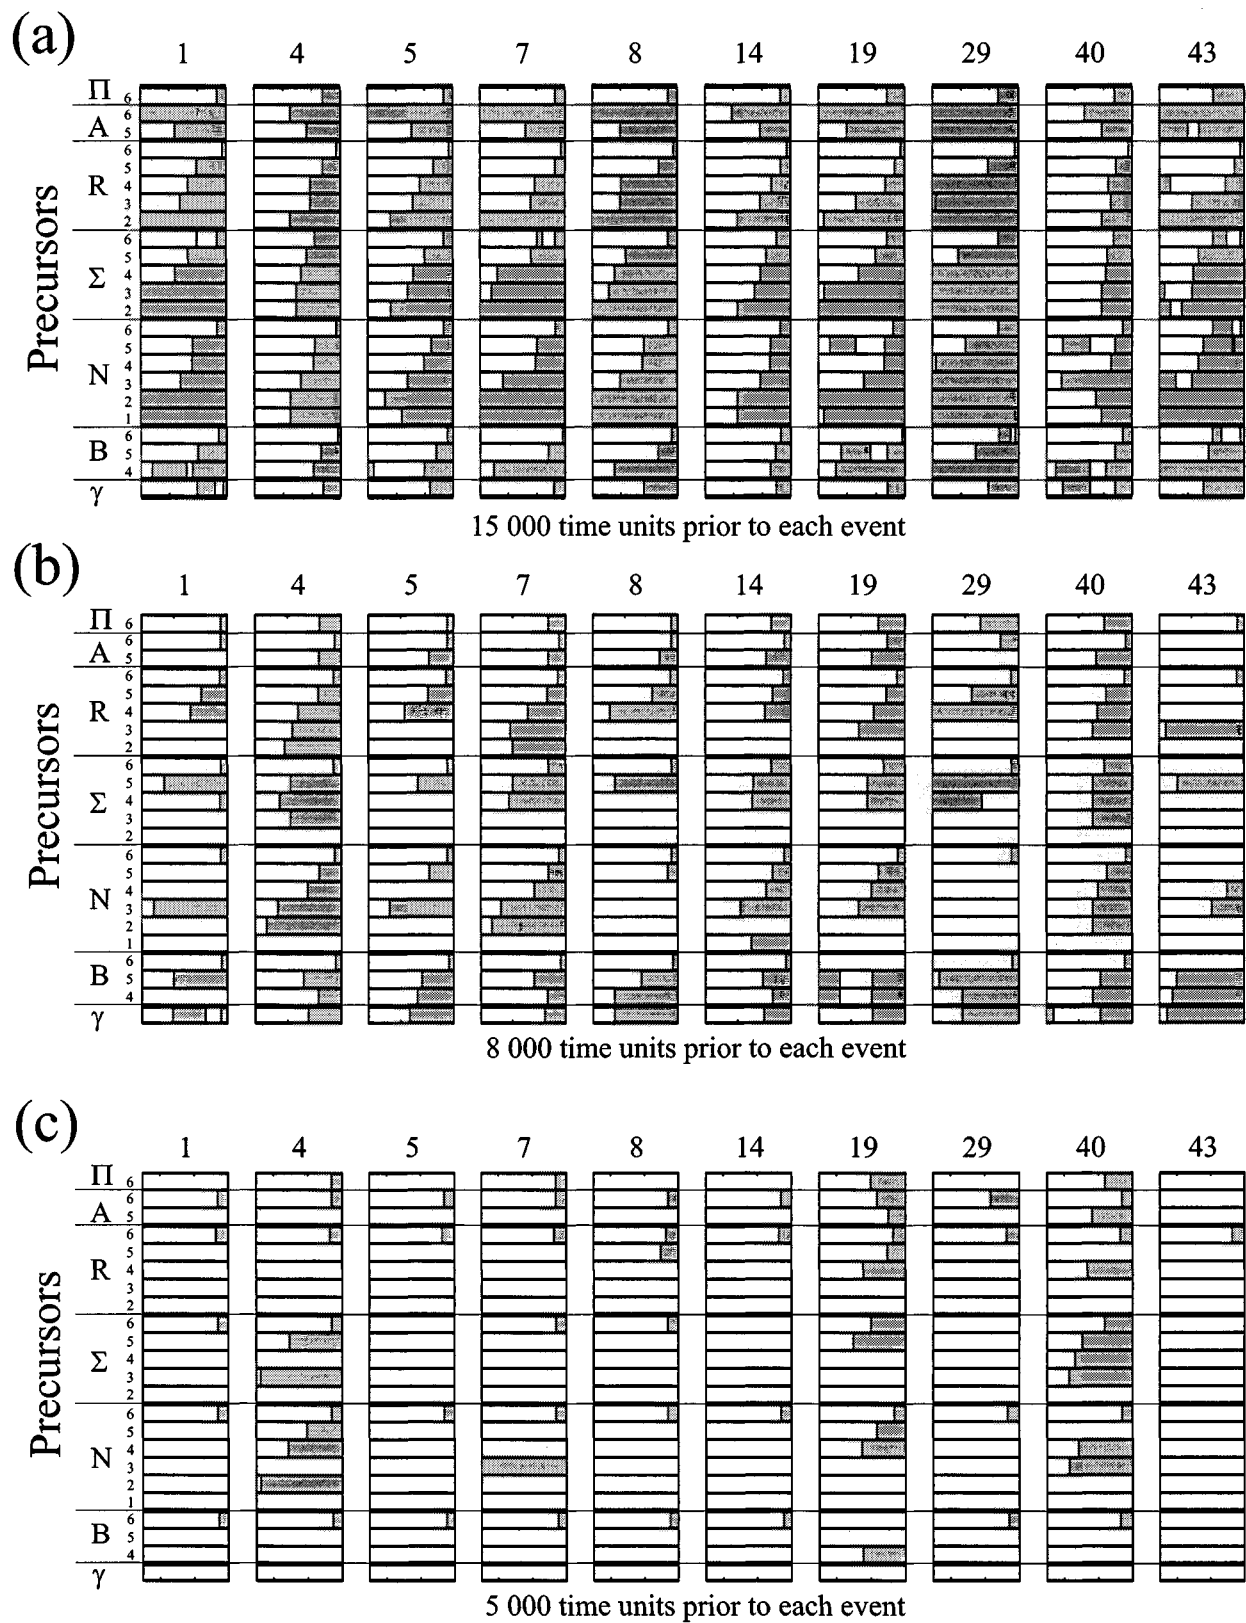 (a)
1 4 5 7 8 14 19 29 40 43
Precursors
Π 6
A 6
5
R 6
5
4
3
2
Σ 6
5
4
3
2
N 6
5
4
3
2
1
B 6
5
4
γ
15 000 time units prior to each event
(b)
1 4 5 7 8 14 19 29 40 43
Precursors
Π 6
A 6
5
R 6
5
4
3
2
Σ 6
5
4
3
2
N 6
5
4
3
2
1
B 6
5
4
γ
8 000 time units prior to each event
(c)
1 4 5 7 8 14 19 29 40 43
Precursors
Π 6
A 6
5
R 6
5
4
3
2
Σ 6
5
4
3
2
N 6
5
4
3
2
1
B 6
5
4
γ
5 000 time units prior to each event